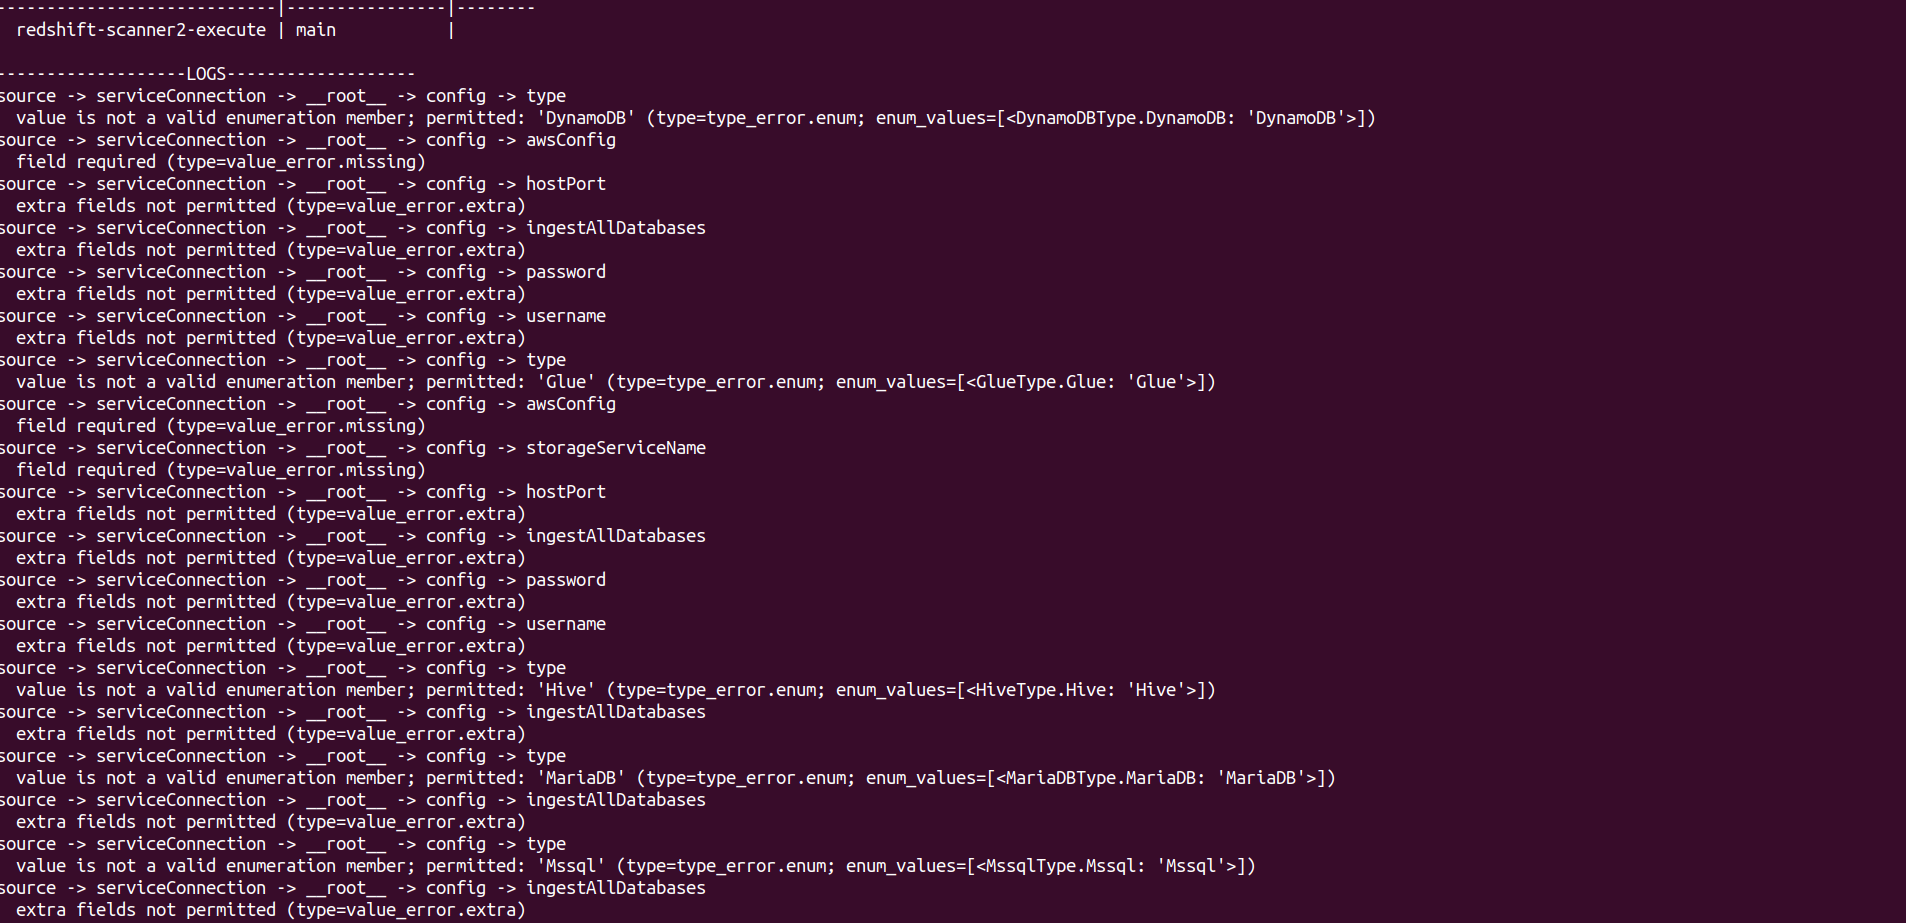 ----------------------------|----------------|--------
redshift-scanner2-execute | main |
-------------------LOGS-------------------
source -> serviceConnection -> __root__ -> config -> type
value is not a valid enumeration member; permitted: 'DynamoDB' (type=type_error.enum; enum_values=[<DynamoDBType.DynamoDB: 'DynamoDB'>])
source -> serviceConnection -> __root__ -> config -> awsConfig
field required (type=value_error.missing)
source -> serviceConnection -> __root__ -> config -> hostPort
extra fields not permitted (type=value_error.extra)
source -> serviceConnection -> __root__ -> config -> ingestAllDatabases
extra fields not permitted (type=value_error.extra)
source -> serviceConnection -> __root__ -> config -> password
extra fields not permitted (type=value_error.extra)
source -> serviceConnection -> __root__ -> config -> username
extra fields not permitted (type=value_error.extra)
source -> serviceConnection -> __root__ -> config -> type
value is not a valid enumeration member; permitted: 'Glue' (type=type_error.enum; enum_values=[<GlueType.Glue: 'Glue'>])
source -> serviceConnection -> __root__ -> config -> awsConfig
field required (type=value_error.missing)
source -> serviceConnection -> __root__ -> config -> storageServiceName
field required (type=value_error.missing)
source -> serviceConnection -> __root__ -> config -> hostPort
extra fields not permitted (type=value_error.extra)
source -> serviceConnection -> __root__ -> config -> ingestAllDatabases
extra fields not permitted (type=value_error.extra)
source -> serviceConnection -> __root__ -> config -> password
extra fields not permitted (type=value_error.extra)
source -> serviceConnection -> __root__ -> config -> username
extra fields not permitted (type=value_error.extra)
source -> serviceConnection -> __root__ -> config -> type
value is not a valid enumeration member; permitted: 'Hive' (type=type_error.enum; enum_values=[<HiveType.Hive: 'Hive'>])
source -> serviceConnection -> __root__ -> config -> ingestAllDatabases
extra fields not permitted (type=value_error.extra)
source -> serviceConnection -> __root__ -> config -> type
value is not a valid enumeration member; permitted: 'MariaDB' (type=type_error.enum; enum_values=[<MariaDBType.MariaDB: 'MariaDB'>])
source -> serviceConnection -> __root__ -> config -> ingestAllDatabases
extra fields not permitted (type=value_error.extra)
source -> serviceConnection -> __root__ -> config -> type
value is not a valid enumeration member; permitted: 'Mssql' (type=type_error.enum; enum_values=[<MssqlType.Mssql: 'Mssql'>])
source -> serviceConnection -> __root__ -> config -> ingestAllDatabases
extra fields not permitted (type=value_error.extra)